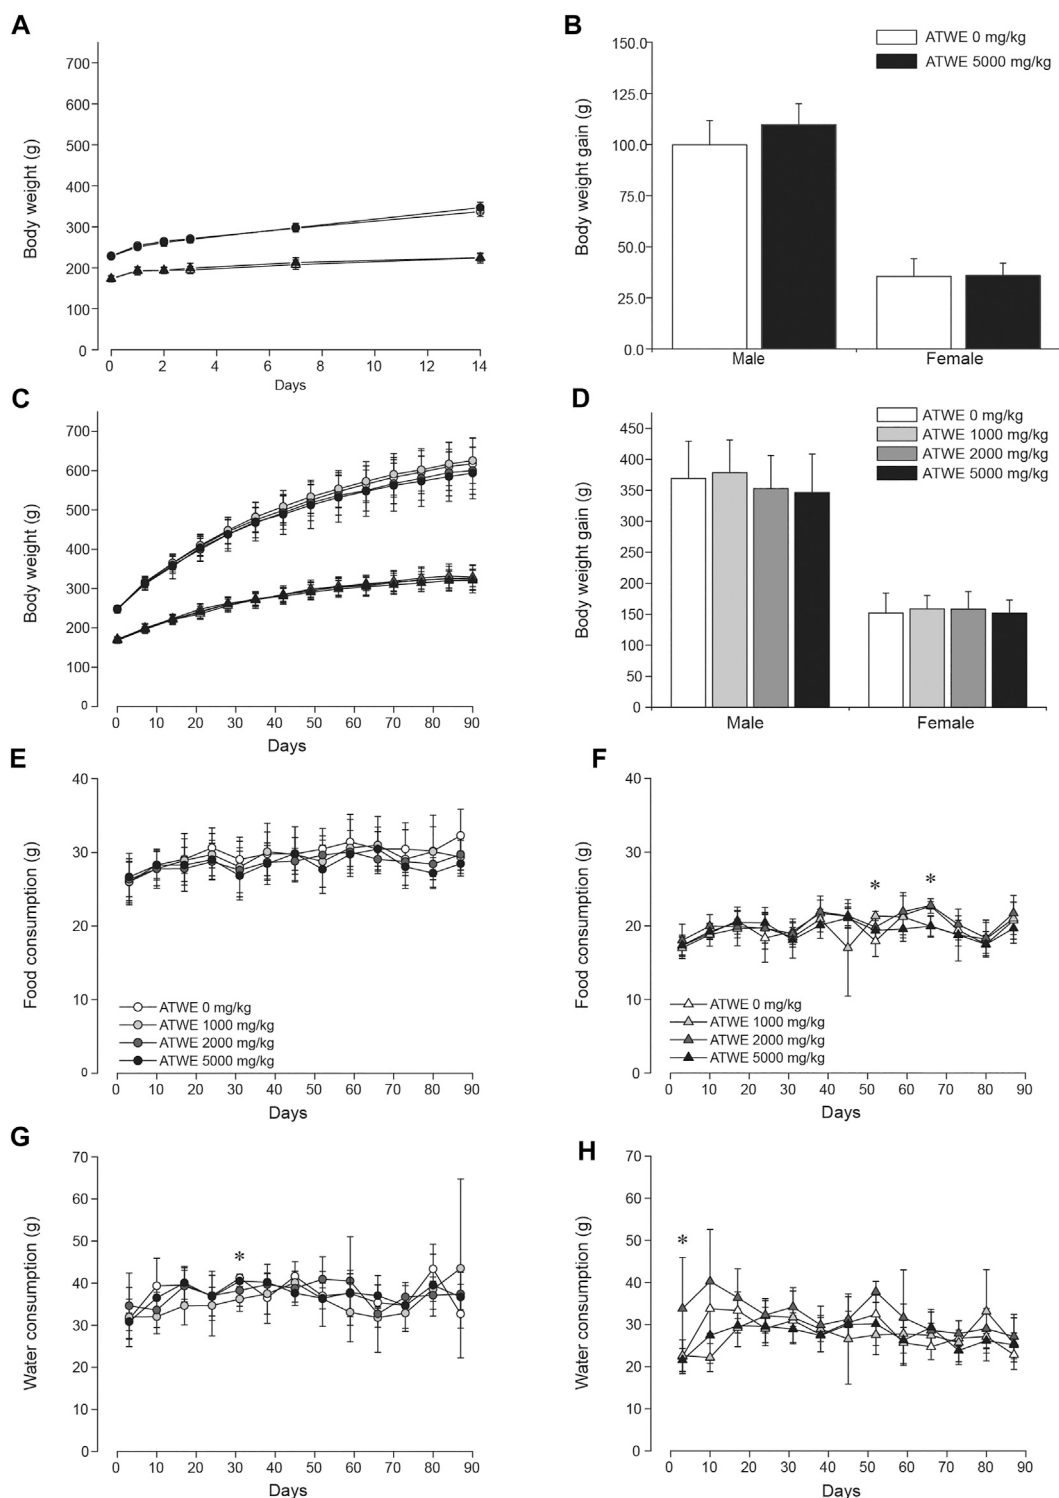 A
Body weight (g)
700
600
500
400
300
200
100
0
0 2 4 6 8 10 12 14
Days
B
ATWE 0 mg/kg
ATWE 5000 mg/kg
Body weight gain (g)
150.0
125.0
100.0
75.0
50.0
25.0
0.0
Male Female
C
Body weight (g)
700
600
500
400
300
200
100
0
0 10 20 30 40 50 60 70 80 90
Days
D
ATWE 0 mg/kg
ATWE 1000 mg/kg
ATWE 2000 mg/kg
ATWE 5000 mg/kg
Body weight gain (g)
450
400
350
300
250
200
150
100
50
0
Male Female
E
Food consumption (g)
40
30
20
10
0
ATWE 0 mg/kg
ATWE 1000 mg/kg
ATWE 2000 mg/kg
ATWE 5000 mg/kg
0 10 20 30 40 50 60 70 80 90
Days
F
Food consumption (g)
40
30
20
10
0
* *
ATWE 0 mg/kg
ATWE 1000 mg/kg
ATWE 2000 mg/kg
ATWE 5000 mg/kg
0 10 20 30 40 50 60 70 80 90
Days
G
Water consumption (g)
70
60
50
40
30
20
10
0
*
0 10 20 30 40 50 60 70 80 90
Days
H
Water consumption (g)
70
60
50
40
30
20
10
0
*
0 10 20 30 40 50 60 70 80 90
Days